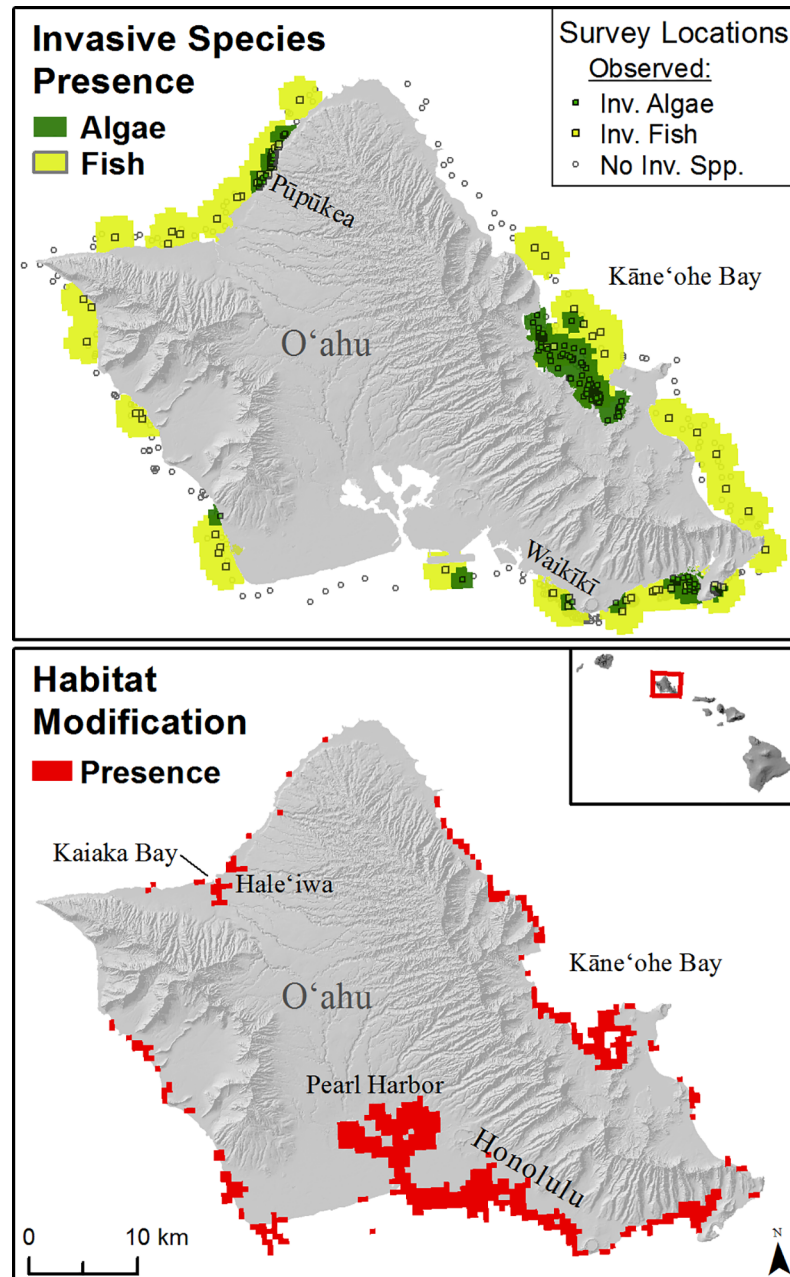 Invasive Species
Presence
Algae
Fish
Survey Locations
Observed:
Inv. Algae
Inv. Fish
No Inv. Spp.
Pūpūkea
Kāneʻohe Bay
Oʻahu
Waikīkī
Habitat
Modification
Presence
Kaiaka Bay
Haleʻiwa
Oʻahu
Kāneʻohe Bay
Pearl Harbor
Honolulu
0 10 km
N